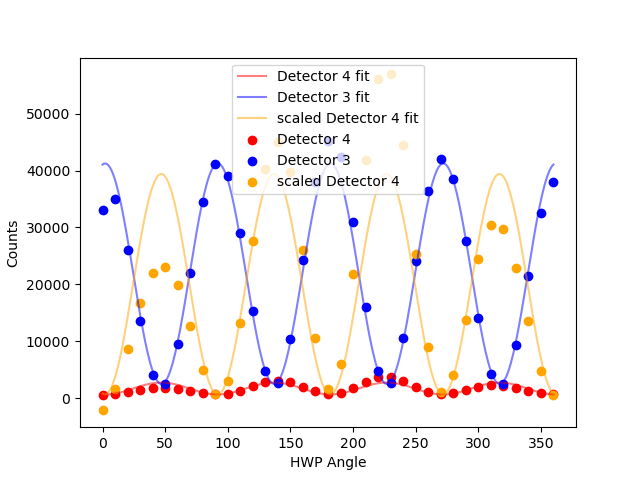 Detector 4 fit
Detector 3 fit
scaled Detector 4 fit
Detector 4
Detector 3
scaled Detector 4
50000
40000
30000
20000
10000
0
Counts
0 50 100 150 200 250 300 350
HWP Angle